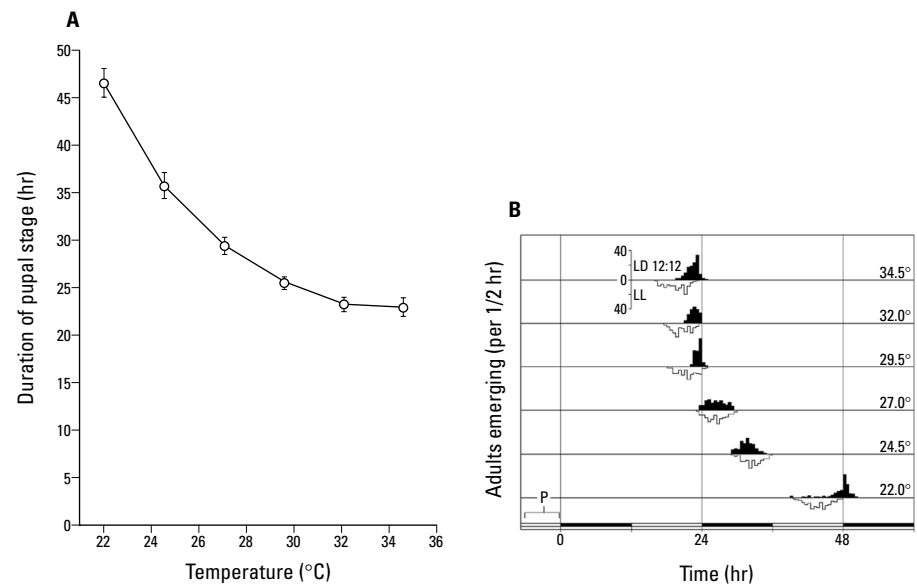 A
50
45
40
35
30
25
20
15
10
5
0
22 24 26 28 30 32 34 36
Duration of pupal stage (hr)
Temperature (°C)
B
40
LD 12:12
0
LL
40
34.5°
32.0°
29.5°
27.0°
24.5°
22.0°
P
0 24 48
Adults emerging (per 1/2 hr)
Time (hr)